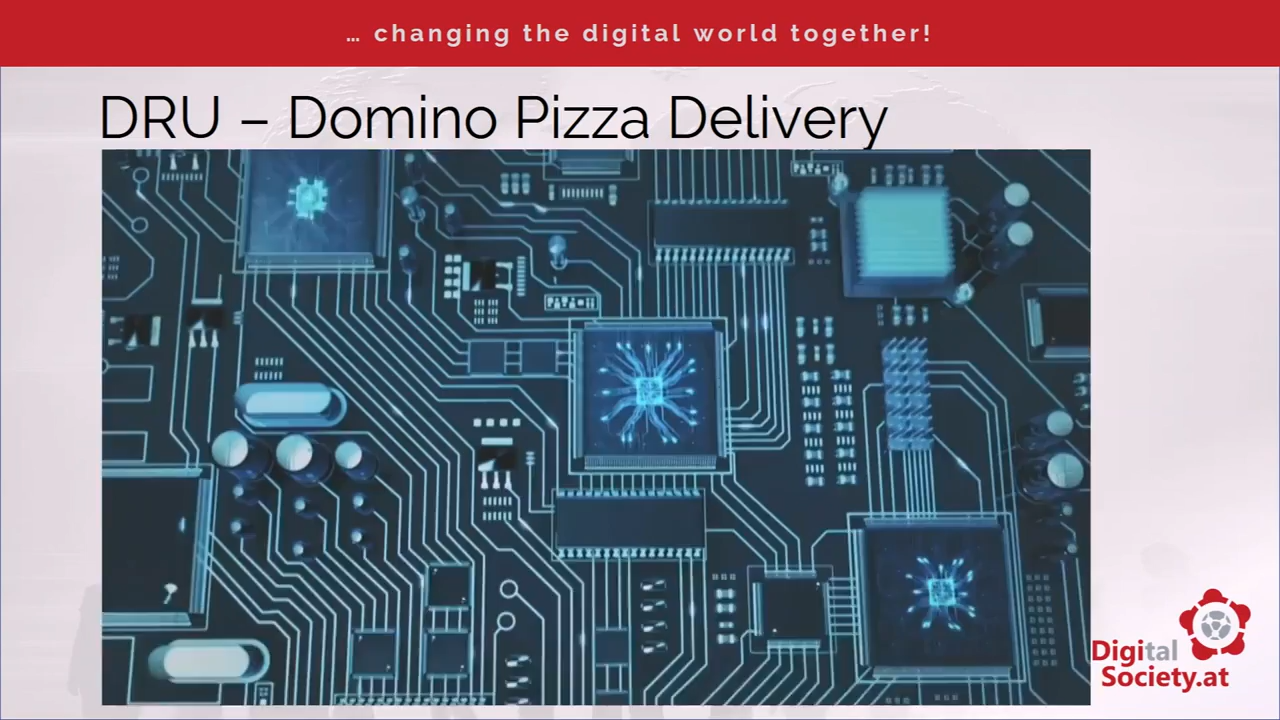 … changing the digital world together!
DRU – Domino Pizza Delivery
Digital
Society.at